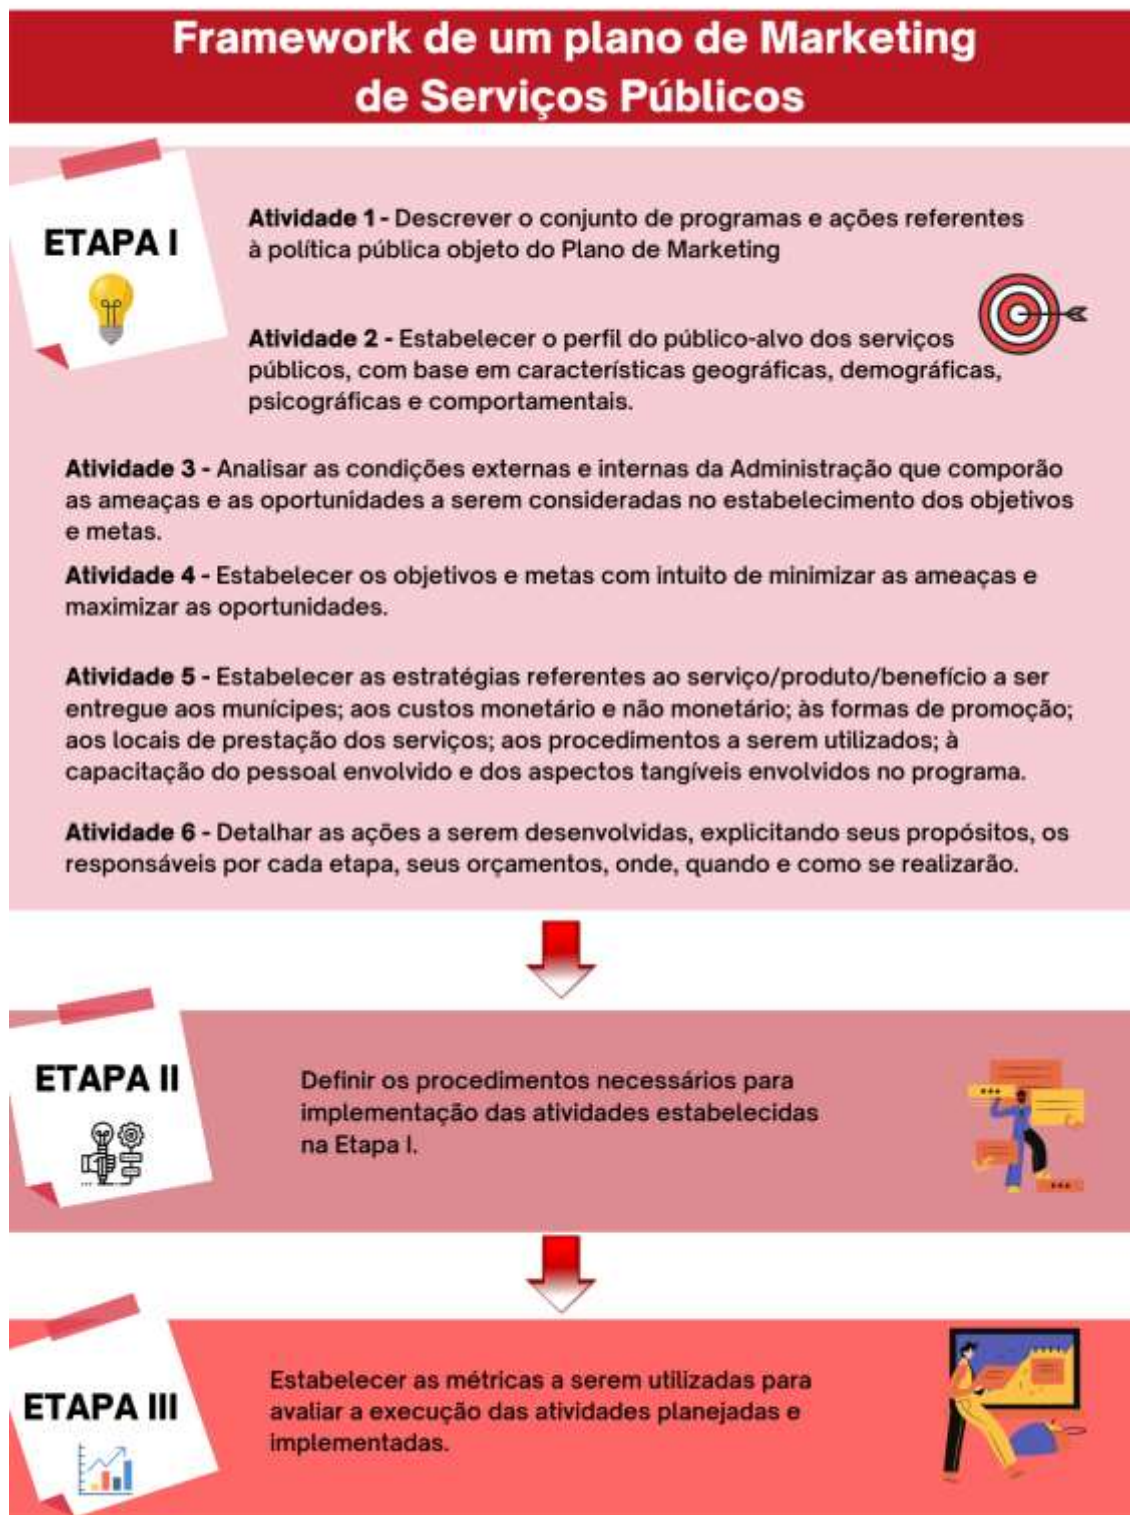 Framework de um plano de Marketing
de Serviços Públicos
ETAPA I
Atividade 1 - Descrever o conjunto de programas e ações referentes
à política pública objeto do Plano de Marketing
Atividade 2 - Estabelecer o perfil do público-alvo dos serviços
públicos, com base em características geográficas, demográficas,
psicográficas e comportamentais.
Atividade 3 - Analisar as condições externas e internas da Administração que comporão
as ameaças e as oportunidades a serem consideradas no estabelecimento dos objetivos
e metas.
Atividade 4 - Estabelecer os objetivos e metas com intuito de minimizar as ameaças e
maximizar as oportunidades.
Atividade 5 - Estabelecer as estratégias referentes ao serviço/produto/benefício a ser
entregue aos munícipes; aos custos monetário e não monetário; às formas de promoção;
aos locais de prestação dos serviços; aos procedimentos a serem utilizados; à
capacitação do pessoal envolvido e dos aspectos tangíveis envolvidos no programa.
Atividade 6 - Detalhar as ações a serem desenvolvidas, explicitando seus propósitos, os
responsáveis por cada etapa, seus orçamentos, onde, quando e como se realizarão.
ETAPA II
Definir os procedimentos necessários para
implementação das atividades estabelecidas
na Etapa I.
ETAPA III
Estabelecer as métricas a serem utilizadas para
avaliar a execução das atividades planejadas e
implementadas.